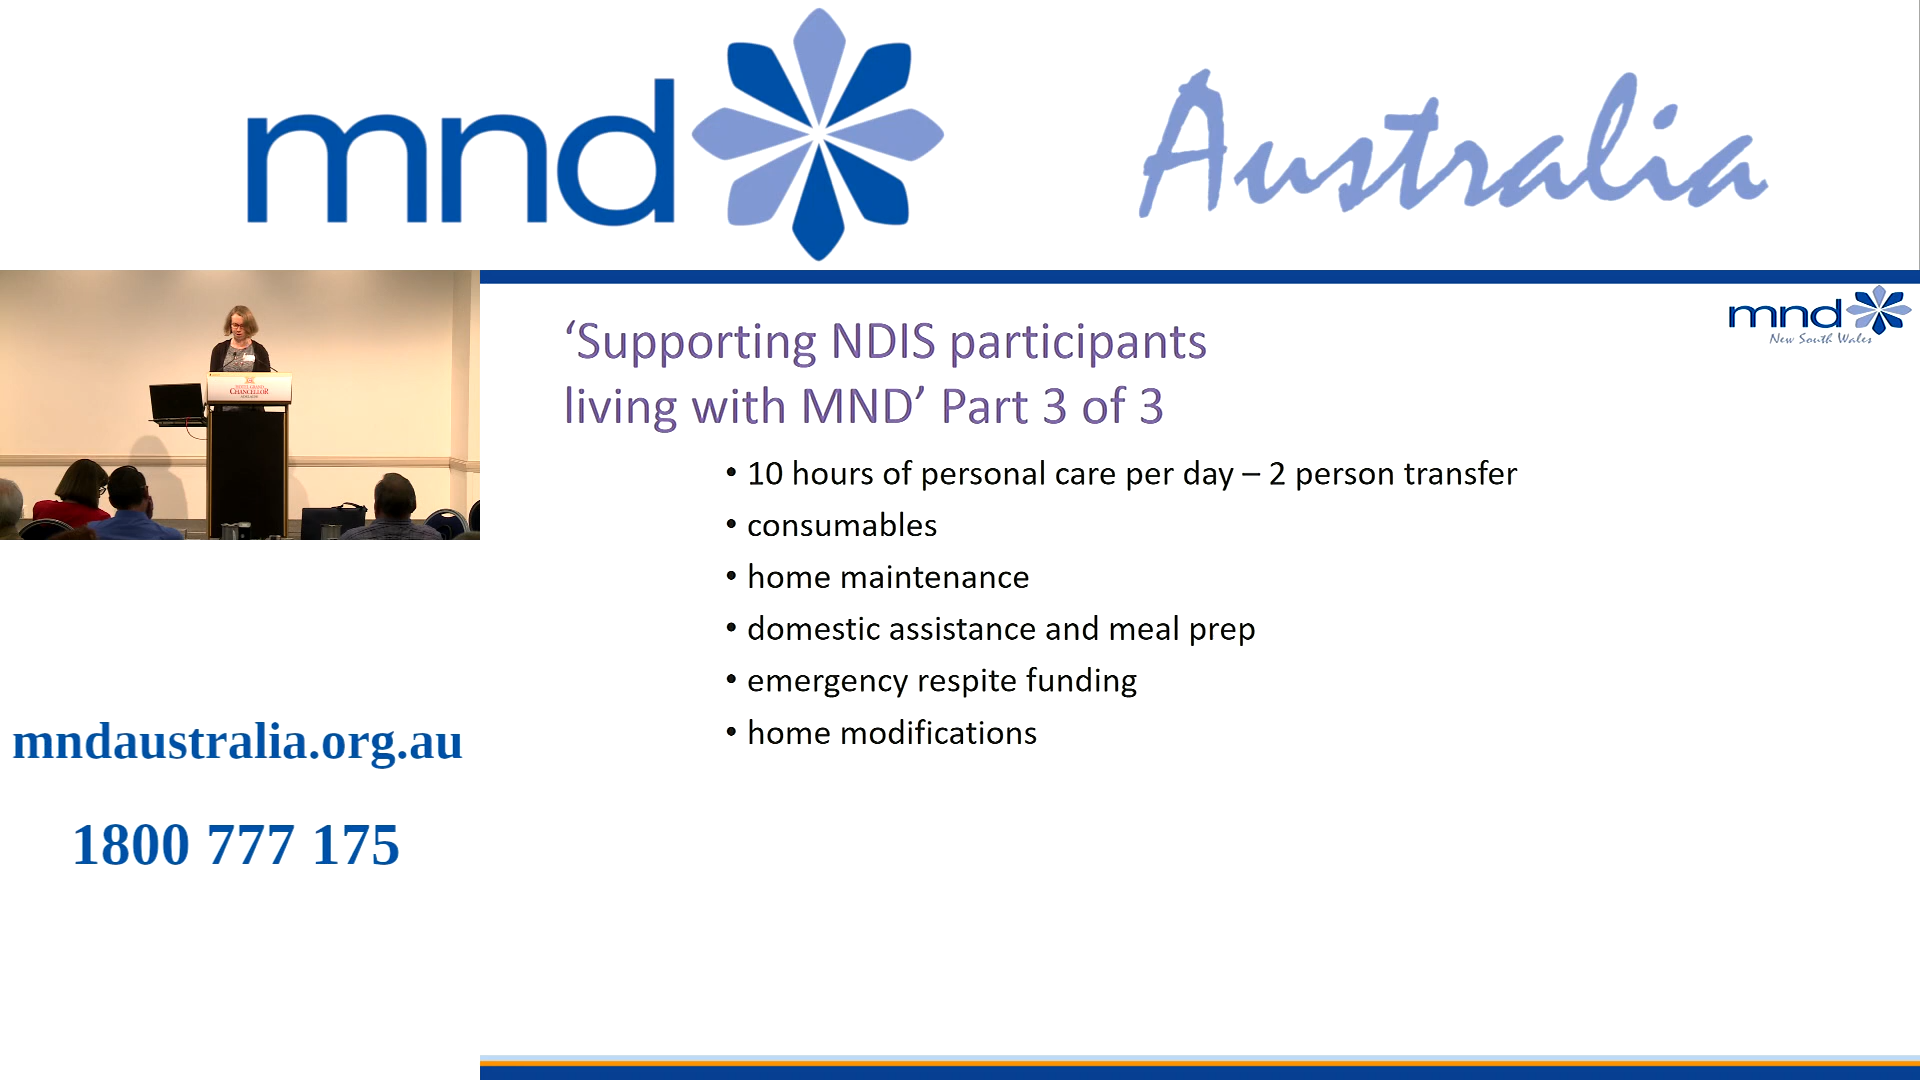 mnd Australia
mnd
New South Wales
‘Supporting NDIS participants
living with MND’ Part 3 of 3
• 10 hours of personal care per day – 2 person transfer
• consumables
• home maintenance
• domestic assistance and meal prep
• emergency respite funding
• home modifications
CHANCELLOR
mndaustralia.org.au
1800 777 175